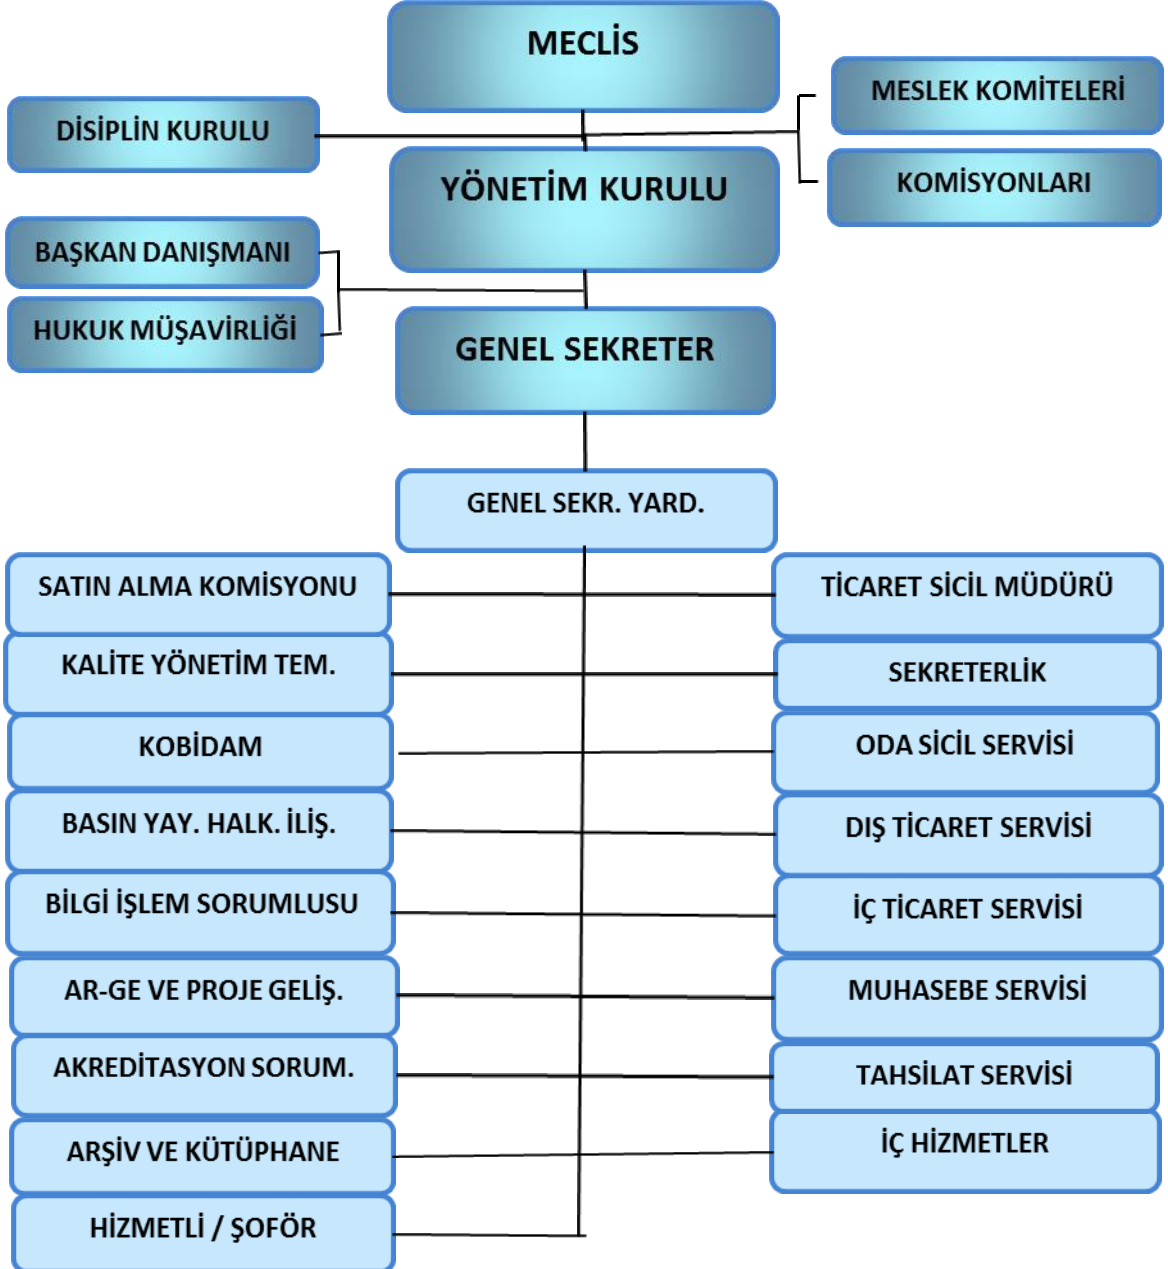 MECLİS
MESLEK KOMİTELERİ
DİSİPLİN KURULU
KOMİSYONLARI
YÖNETİM KURULU
BAŞKAN DANIŞMANI
HUKUK MÜŞAVİRLİĞİ
GENEL SEKRETER
GENEL SEKR. YARD.
SATIN ALMA KOMİSYONU
TİCARET SİCİL MÜDÜRÜ
KALİTE YÖNETİM TEM.
SEKRETERLİK
KOBİDAM
ODA SİCİL SERVİSİ
BASIN YAY. HALK. İLİŞ.
DIŞ TİCARET SERVİSİ
BİLGİ İŞLEM SORUMLUSU
İÇ TİCARET SERVİSİ
AR-GE VE PROJE GELİŞ.
MUHASEBE SERVİSİ
AKREDİTASYON SORUM.
TAHSİLAT SERVİSİ
ARŞİV VE KÜTÜPHANE
İÇ HİZMETLER
HİZMETLİ / ŞOFÖR